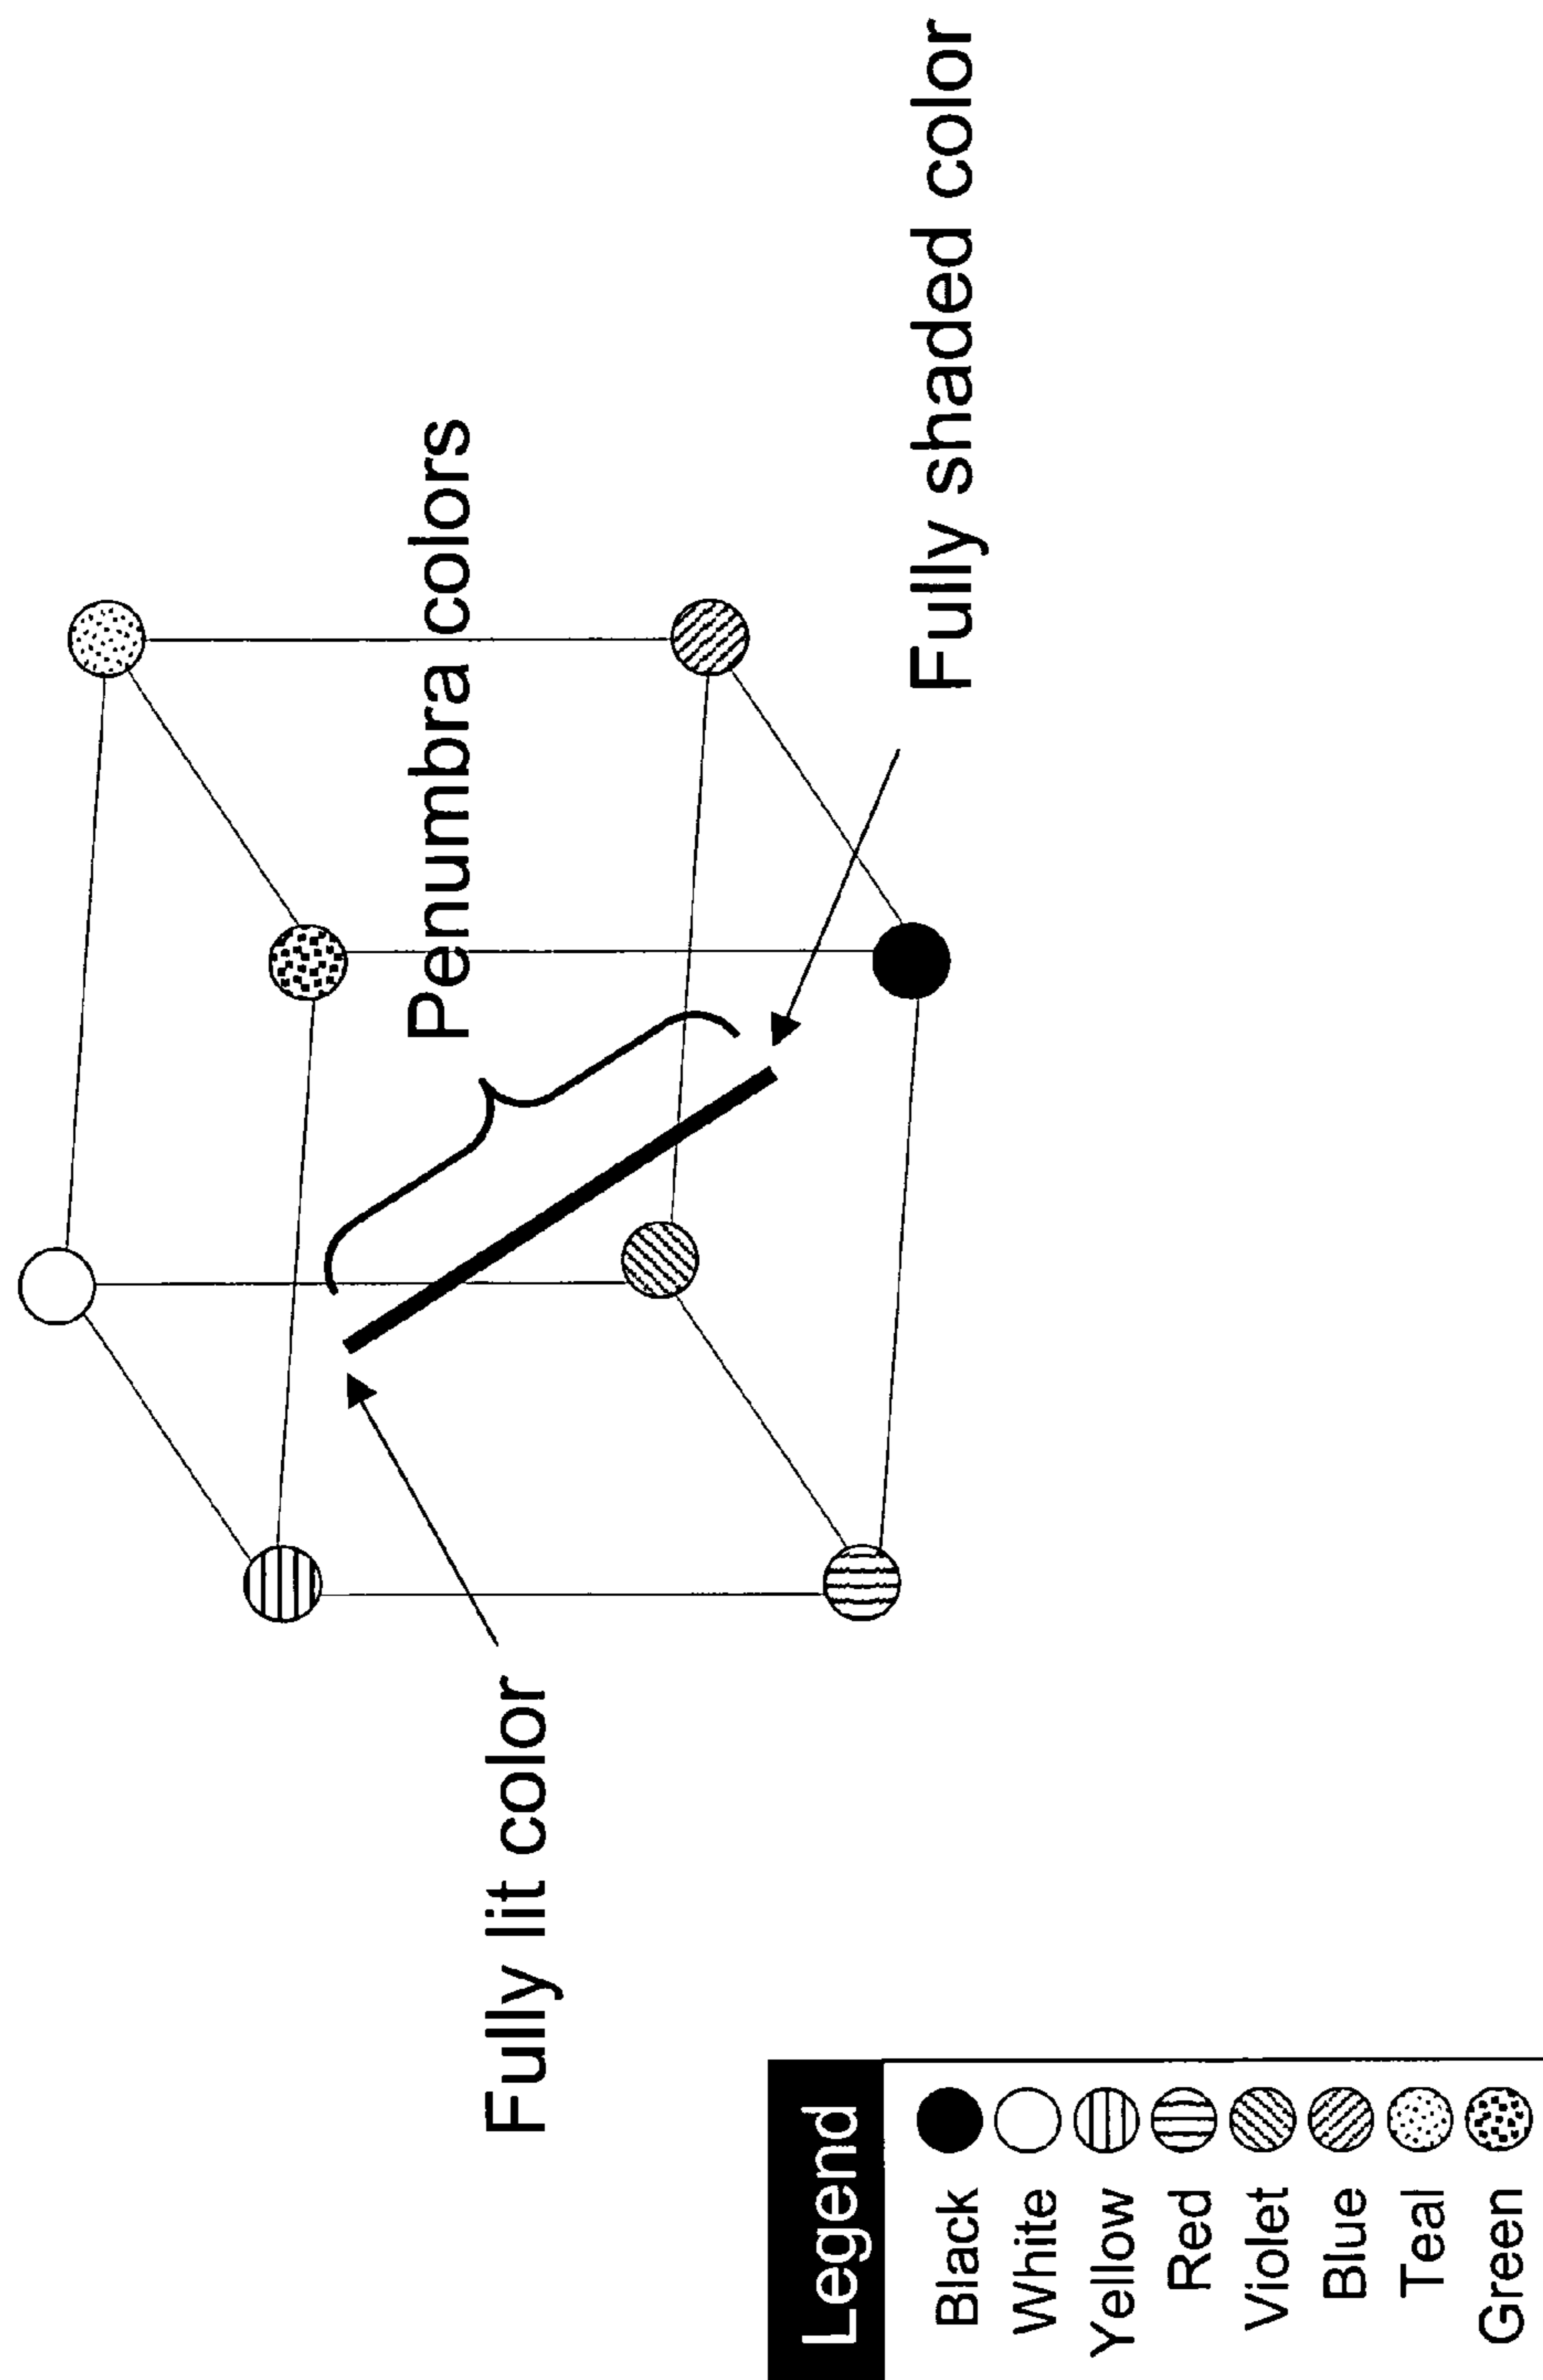 Fully lit color
Penumbra colors
Fully shaded color
Legend
Black
White
Yellow
Red
Violet
Blue
Teal
Green